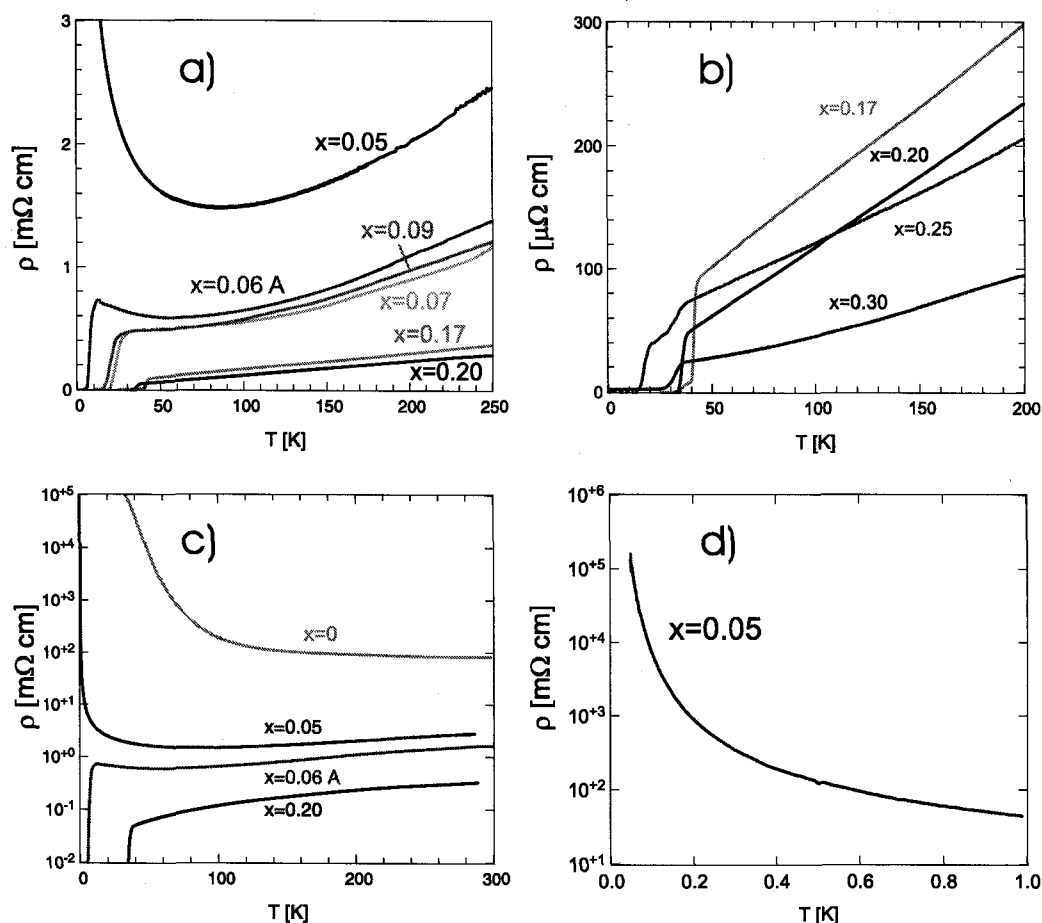 a)
3
2
1
0
ρ [mΩ cm]
x=0.05
x=0.09
x=0.06 A
x=0.07
x=0.17
x=0.20
0 50 100 150 200 250
T [K]
b)
300
200
100
0
ρ [μΩ cm]
x=0.17
x=0.20
x=0.25
x=0.30
0 50 100 150 200
T [K]
c)
10+5
10+4
10+3
10+2
10+1
10+0
10-1
10-2
ρ [mΩ cm]
x=0
x=0.05
x=0.06 A
x=0.20
0 100 200 300
T [K]
d)
10+6
10+5
10+4
10+3
10+2
10+1
ρ [mΩ cm]
x=0.05
0.0 0.2 0.4 0.6 0.8 1.0
T [K]